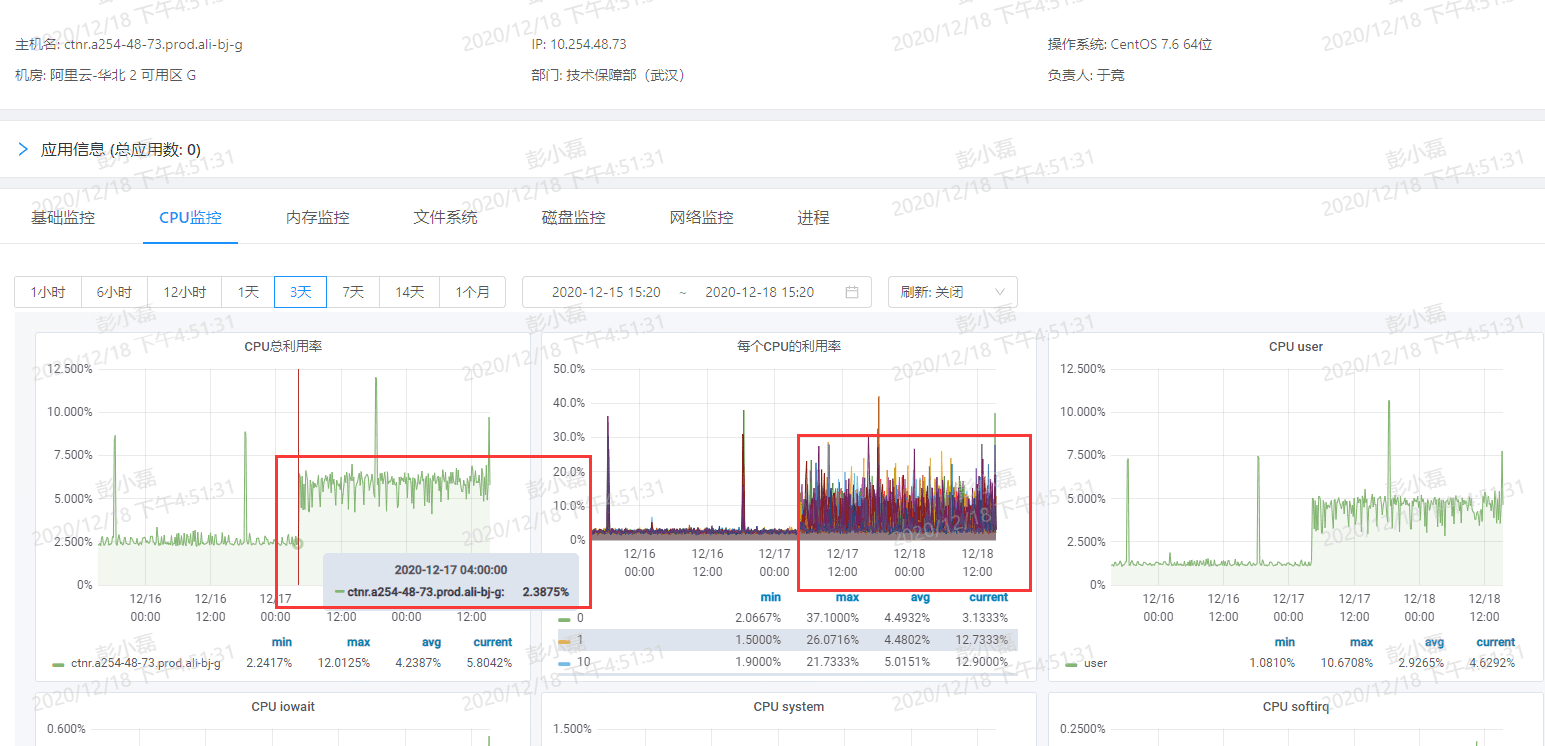 主机名: ctnr.a254-48-73.prod.ali-bj-g IP: 10.254.48.73 操作系统: CentOS 7.6 64位
机房: 阿里云-华北 2 可用区 G 部门: 技术保障部（武汉） 负责人: 于竞
应用信息 (总应用数: 0)
基础监控 CPU监控 内存监控 文件系统 磁盘监控 网络监控 进程
1小时 6小时 12小时 1天 3天 7天 14天 1个月 2020-12-15 15:20 ~ 2020-12-18 15:20 刷新: 关闭
CPU总利用率
12.500%
10.000%
7.500%
5.000%
2.500%
0%
12/16 12/16 12/17 12/17 12/18 12/18
00:00 12:00 00:00 12:00 00:00 12:00
2020-12-17 04:00:00
ctnr.a254-48-73.prod.ali-bj-g: 2.3875%
min max avg current
ctnr.a254-48-73.prod.ali-bj-g 2.2417% 12.0125% 4.2387% 5.8042%
每个CPU的利用率
50.0%
40.0%
30.0%
20.0%
10.0%
0%
12/16 12/16 12/17 12/17 12/18 12/18
00:00 12:00 00:00 12:00 00:00 12:00
min max avg current
0 2.0667% 37.1000% 4.4932% 3.1333%
1 1.5000% 26.0716% 4.4802% 12.7333%
10 1.9000% 21.7333% 5.0151% 12.9000%
CPU user
12.500%
10.000%
7.500%
5.000%
2.500%
0%
12/16 12/16 12/17 12/17 12/18 12/18
00:00 12:00 00:00 12:00 00:00 12:00
min max avg current
user 1.0810% 10.6708% 2.9265% 4.6292%
CPU iowait
0.600%
CPU system
1.500%
CPU softirq
0.2500%
彭小磊
2020/12/18 下午4:51:31